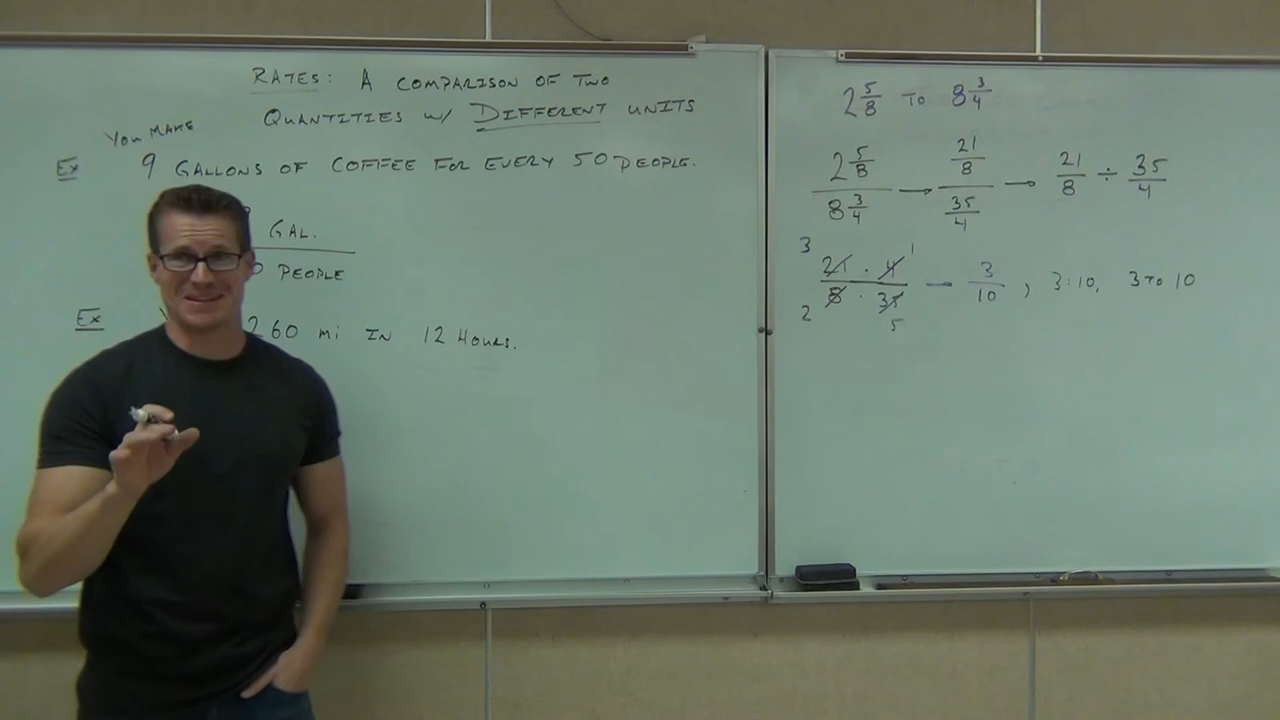 RATES: A COMPARISON OF TWO
QUANTITIES W/ DIFFERENT UNITS
YOU MAKE
Ex 9 GALLONS OF COFFEE FOR EVERY 50 PEOPLE.
GAL.
PEOPLE
Ex 260 mi IN 12 HOURS.
2 5/8 TO 8 3/4
(2 5/8)/(8 3/4) → (21/8)/(35/4) → 21/8 ÷ 35/4
3 1
(21 · 4)/(8 · 35) → 3/10, 3:10, 3 TO 10
2 5